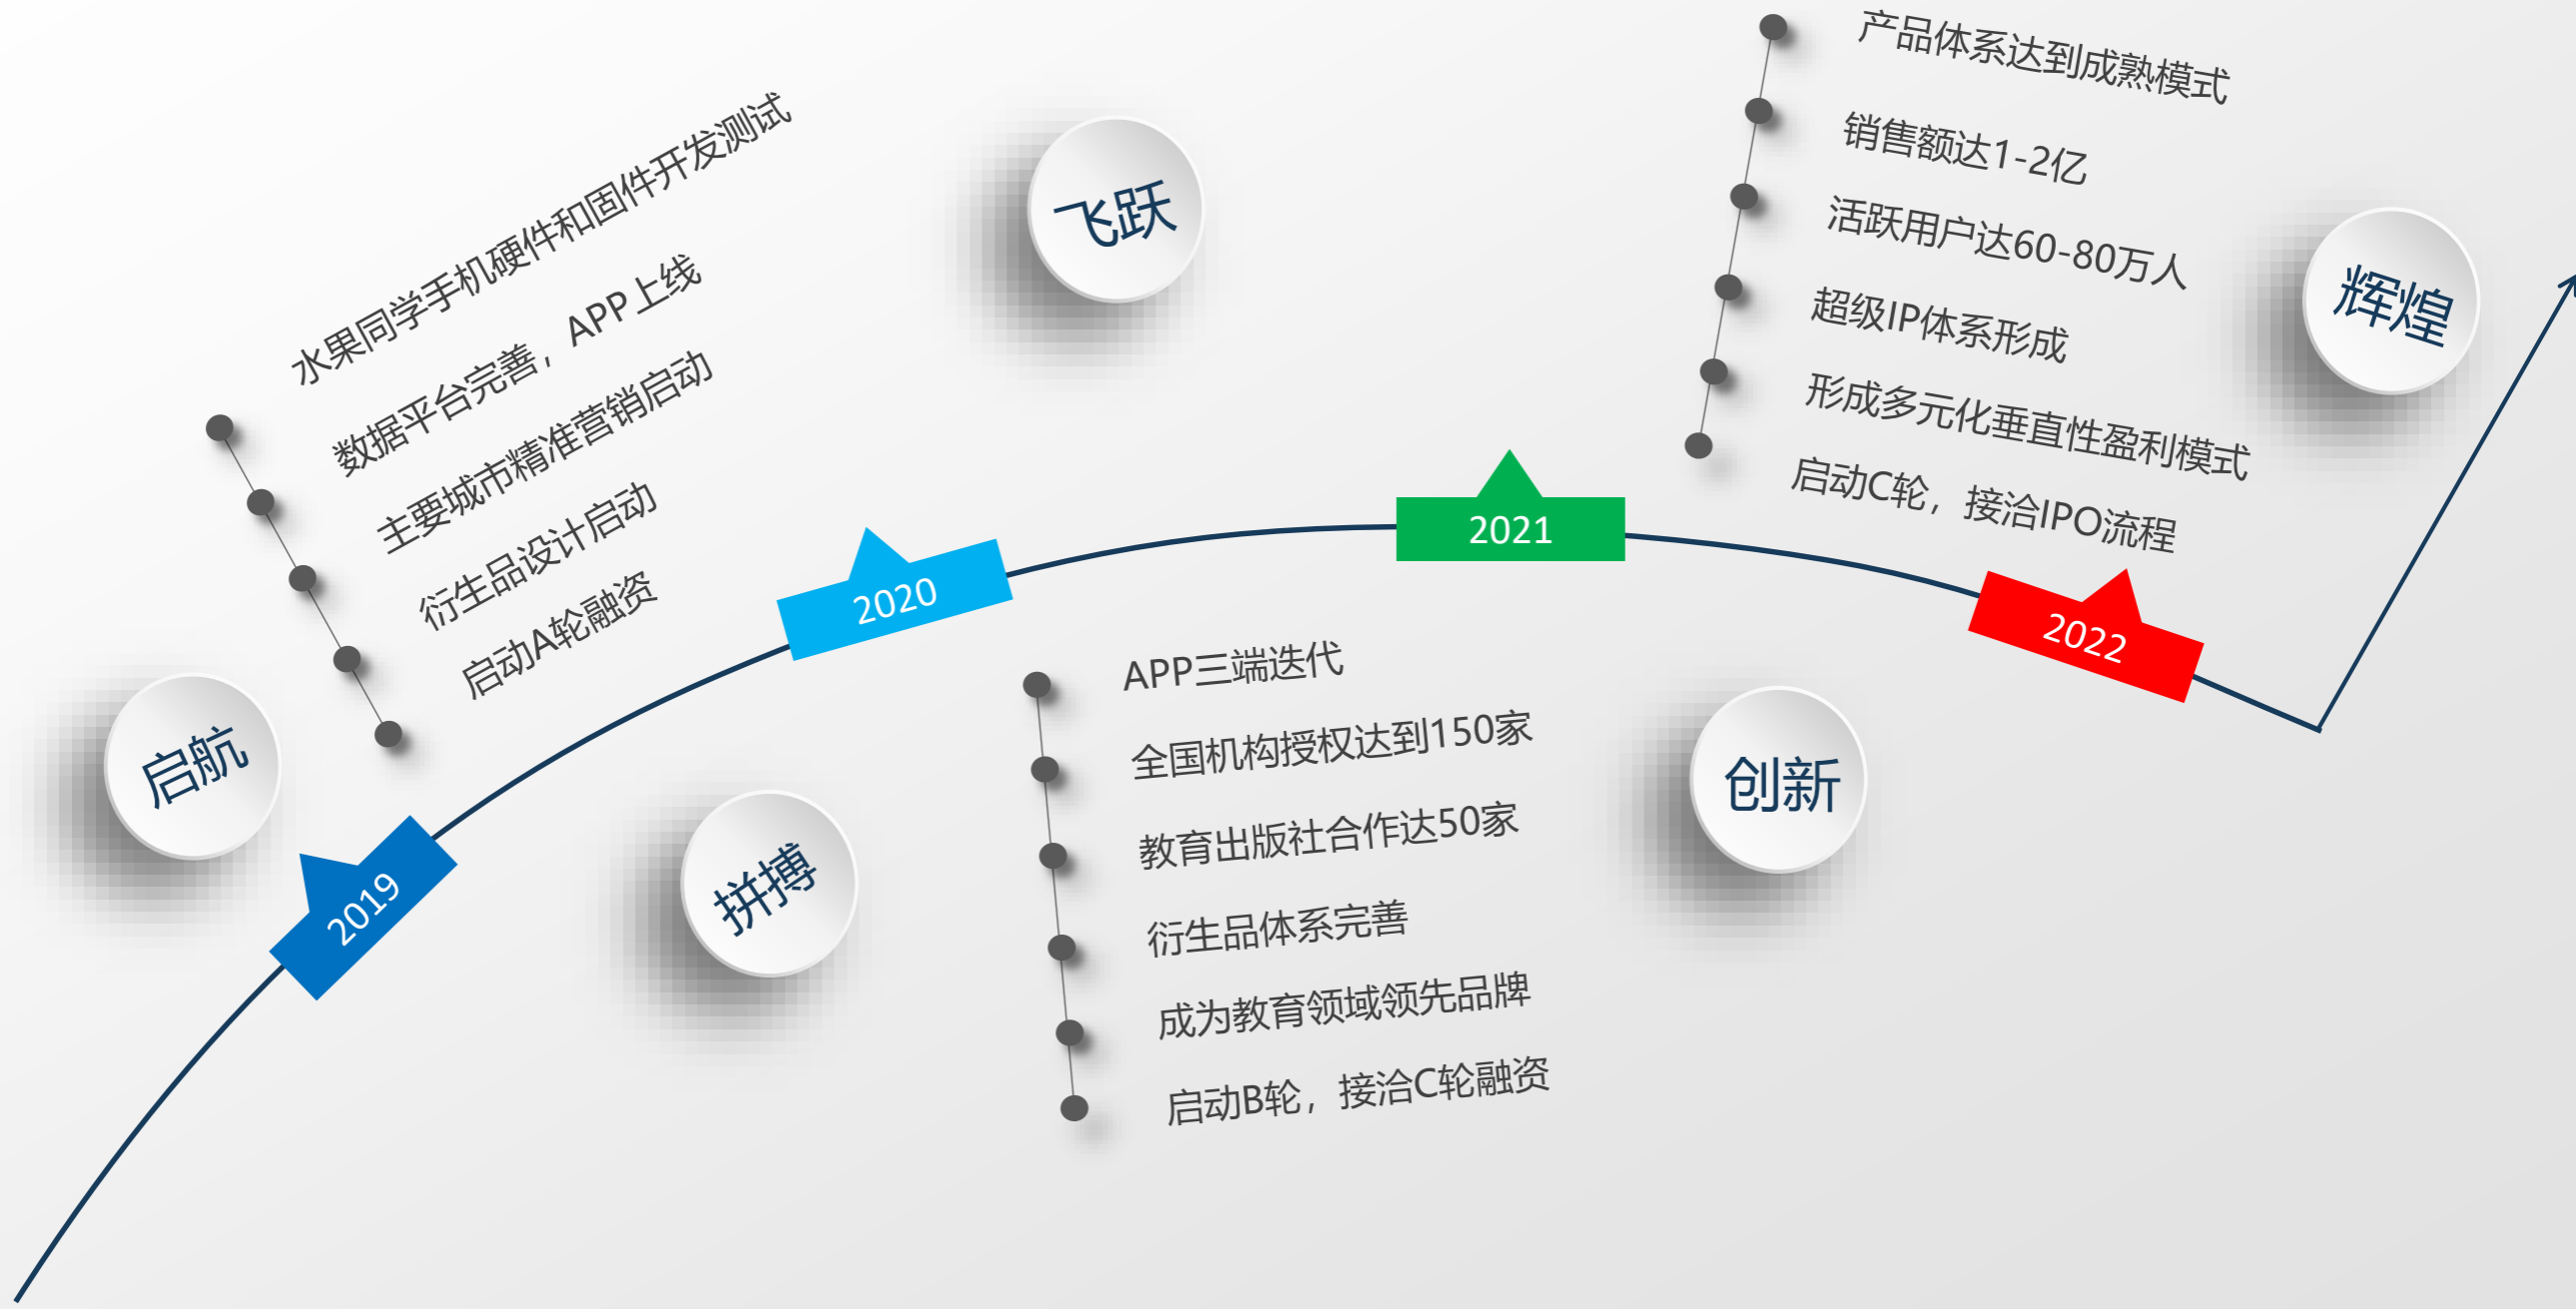 启航
2019
水果同学手机硬件和固件开发测试
数据平台完善，APP上线
主要城市精准营销启动
衍生品设计启动
启动A轮融资
拼搏
2020
飞跃
APP三端迭代
全国机构授权达到150家
教育出版社合作达50家
衍生品体系完善
成为教育领域领先品牌
启动B轮，接洽C轮融资
2021
创新
产品体系达到成熟模式
销售额达1-2亿
活跃用户达60-80万人
超级IP体系形成
形成多元化垂直性盈利模式
启动C轮，接洽IPO流程
2022
辉煌